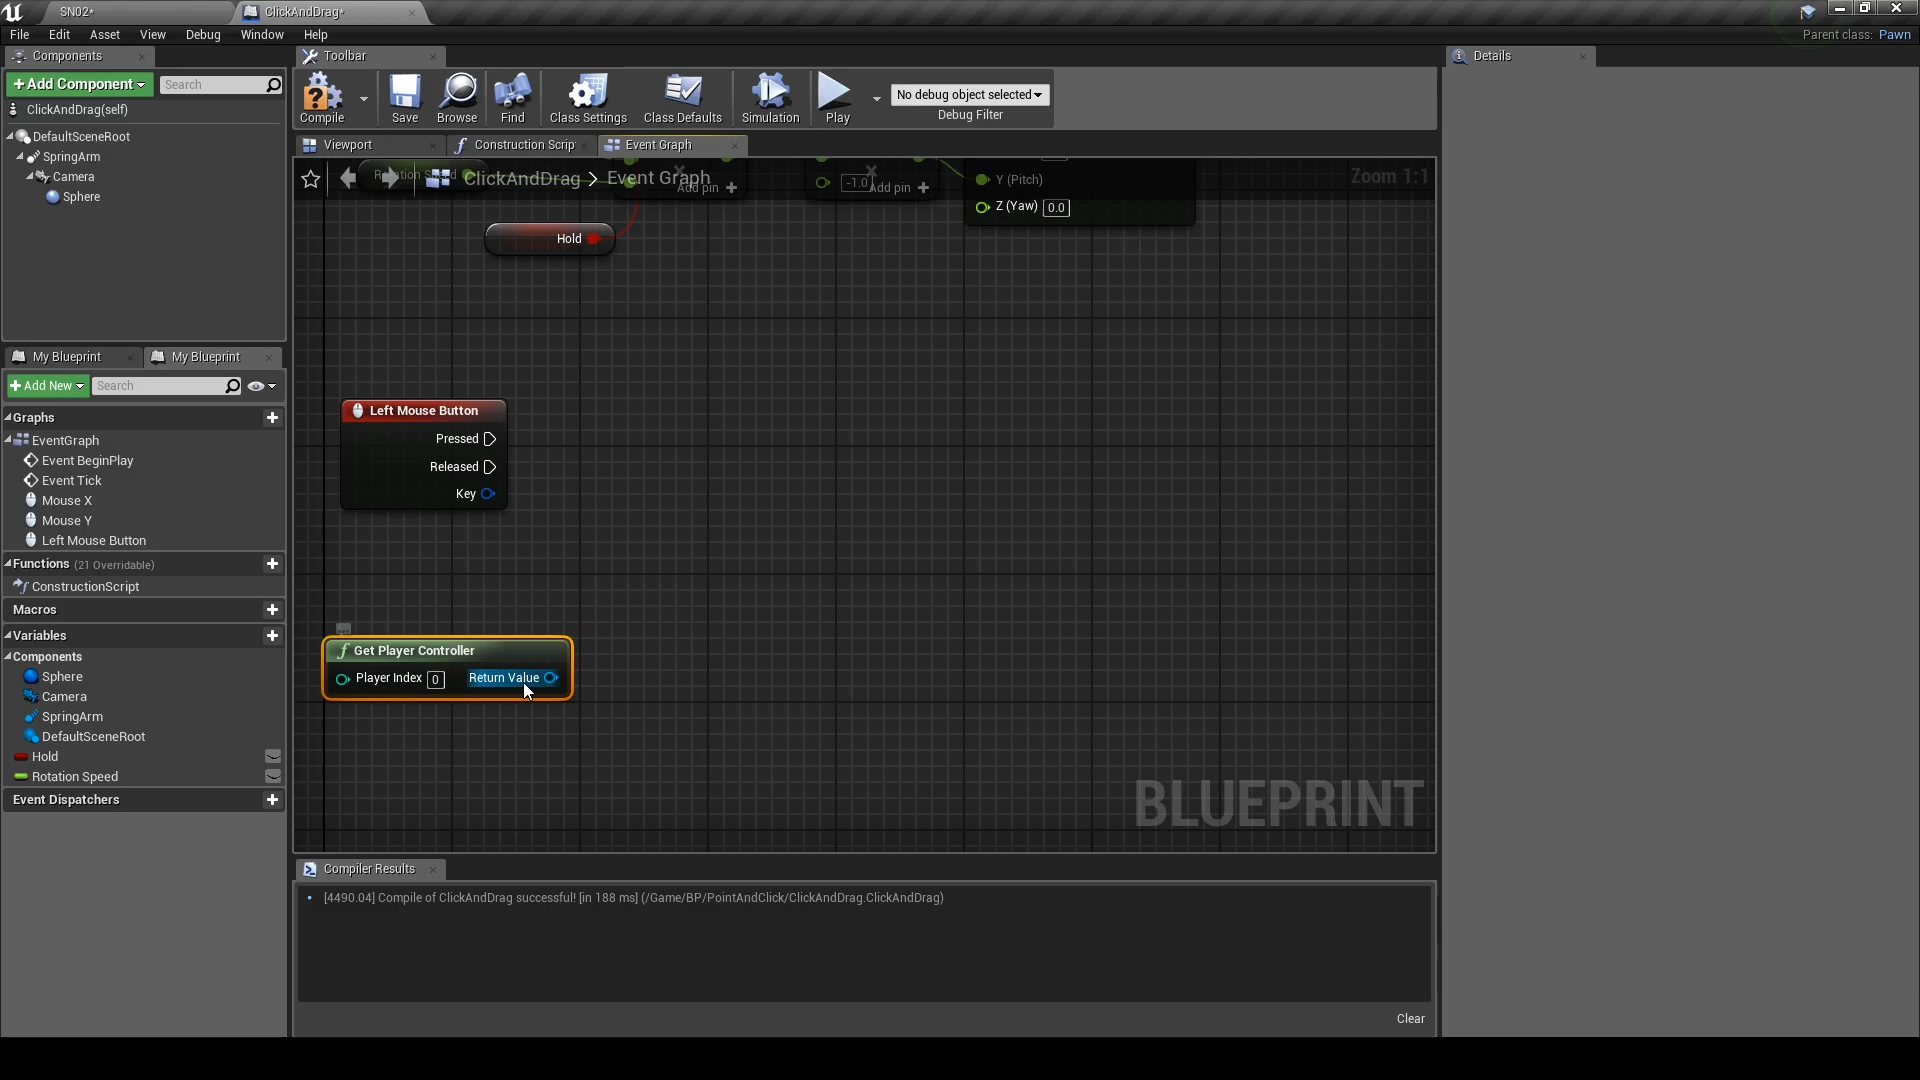 SN02*
ClickAndDrag*
File Edit Asset View Debug Window Help
Parent class: Pawn
Components
Toolbar
Details
Add Component
Search
ClickAndDrag(self)
DefaultSceneRoot
SpringArm
Camera
Sphere
Compile
Save
Browse
Find
Class Settings
Class Defaults
Simulation
Play
No debug object selected
Debug Filter
Viewport
Construction Scrip
Event Graph
ClickAndDrag > Event Graph
Zoom 1:1
Rotation Speed
Add pin +
-1.0
Add pin +
Y (Pitch)
Z (Yaw) 0.0
Hold
My Blueprint
My Blueprint
Add New
Search
Graphs
EventGraph
Event BeginPlay
Event Tick
Mouse X
Mouse Y
Left Mouse Button
Functions (21 Overridable)
ConstructionScript
Macros
Variables
Components
Sphere
Camera
SpringArm
DefaultSceneRoot
Hold
Rotation Speed
Event Dispatchers
Left Mouse Button
Pressed
Released
Key
Get Player Controller
Player Index 0
Return Value
BLUEPRINT
Compiler Results
[4490.04] Compile of ClickAndDrag successful! [in 188 ms] (/Game/BP/PointAndClick/ClickAndDrag.ClickAndDrag)
Clear